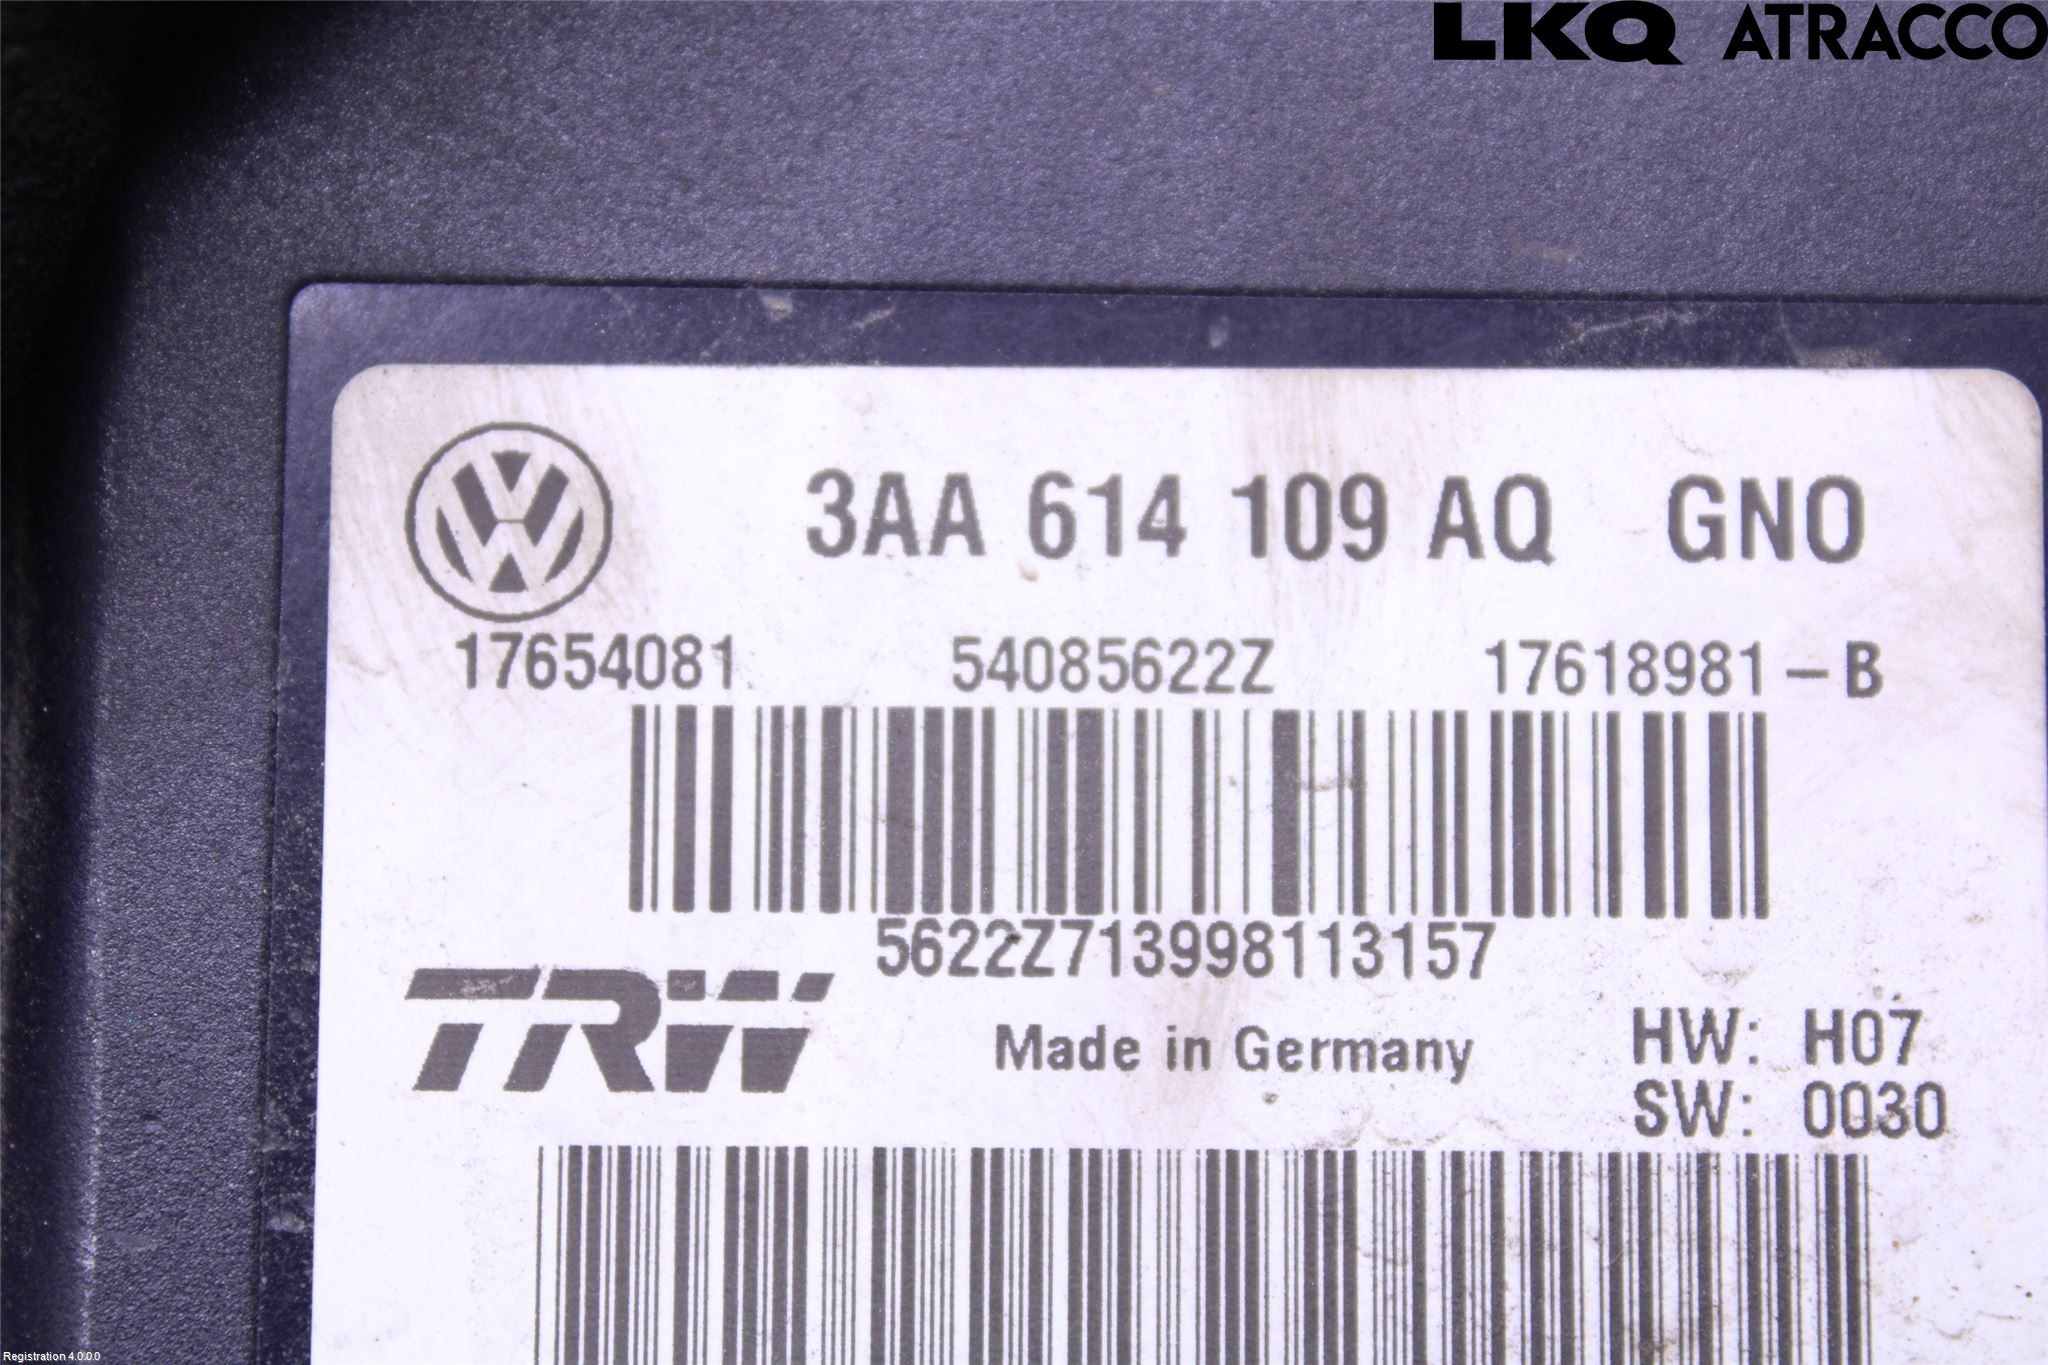 LKQ ATRACCO
3AA 614 109 AQ GNO
17654081 54085622Z 17618981-B
5622Z713998113157
TRW
Made in Germany
HW: H07
SW: 0030
Registration 4.0.0.0